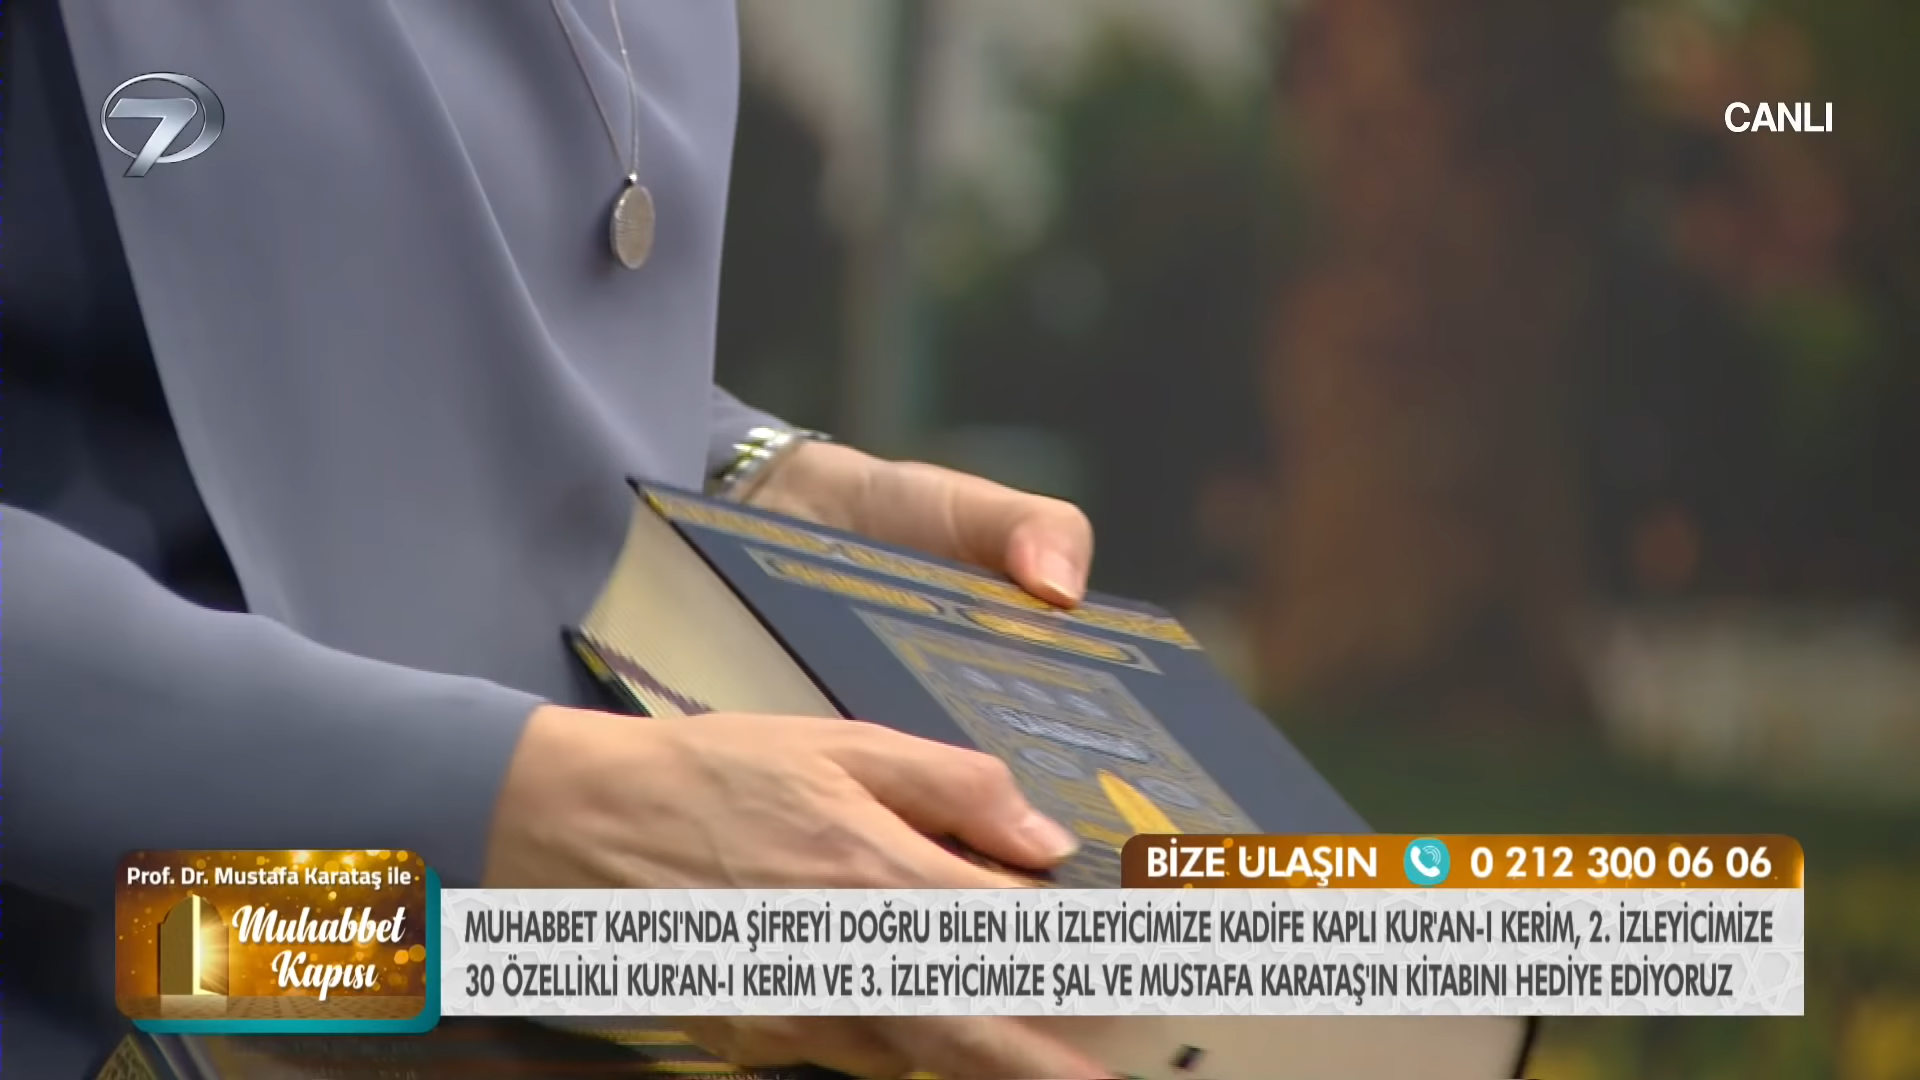 7
CANLI
BİZE ULAŞIN 0 212 300 06 06
Prof. Dr. Mustafa Karataş ile
Muhabbet
Kapısı
MUHABBET KAPISI'NDA ŞİFREYİ DOĞRU BİLEN İLK İZLEYİCİMİZE KADİFE KAPLI KUR'AN-I KERİM, 2. İZLEYİCİMİZE
30 ÖZELLİKLİ KUR'AN-I KERİM VE 3. İZLEYİCİMİZE ŞAL VE MUSTAFA KARATAŞ'IN KİTABINI HEDİYE EDİYORUZ